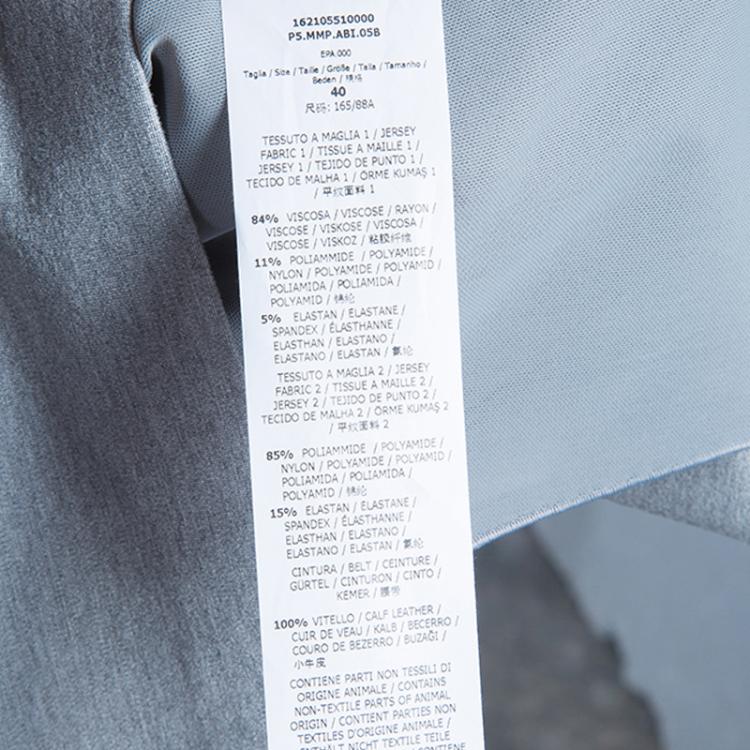 162105510000
P5.MMP.ABI.05B
EPA.000
Taglia / Size / Taille / Größe / Talla / Tamanho /
Beden / 规格
40
尺码: 165/88A
TESSUTO A MAGLIA 1 / JERSEY
FABRIC 1 / TISSUE A MAILLE 1 /
JERSEY 1 / TEJIDO DE PUNTO 1 /
TECIDO DE MALHA 1 / ÖRME KUMAŞ 1
/ 平纹面料 1
84% VISCOSA / VISCOSE / RAYON /
VISCOSE / VISKOSE / VISCOSA /
VISCOSE / VISKOZ / 粘胶纤维
11% POLIAMMIDE / POLYAMIDE /
NYLON / POLYAMIDE / POLYAMID /
POLIAMIDA / POLIAMIDA /
POLYAMID / 锦纶
5% ELASTAN / ELASTANE /
SPANDEX / ÉLASTHANNE /
ELASTHAN / ELASTANO /
ELASTANO / ELASTAN / 氨纶
TESSUTO A MAGLIA 2 / JERSEY
FABRIC 2 / TISSUE A MAILLE 2 /
JERSEY 2 / TEJIDO DE PUNTO 2 /
TECIDO DE MALHA 2 / ÖRME KUMAŞ 2
/ 平纹面料 2
85% POLIAMMIDE / POLYAMIDE /
NYLON / POLYAMIDE / POLYAMID /
POLIAMIDA / POLIAMIDA /
POLYAMID / 锦纶
15% ELASTAN / ELASTANE /
SPANDEX / ÉLASTHANNE /
ELASTHAN / ELASTANO /
ELASTANO / ELASTAN / 氨纶
CINTURA / BELT / CEINTURE /
GÜRTEL / CINTURON / CINTO /
KEMER / 腰带
100% VITELLO / CALF LEATHER /
CUIR DE VEAU / KALB / BECERRO /
COURO DE BEZERRO / BUZAĞI /
小牛皮
CONTIENE PARTI NON TESSILI DI
ORIGINE ANIMALE / CONTAINS
NON-TEXTILE PARTS OF ANIMAL
ORIGIN / CONTIENT PARTIES NON
TEXTILES D'ORIGINE ANIMALE /
ENTHÄLT NICHT TEXTILE TEILE